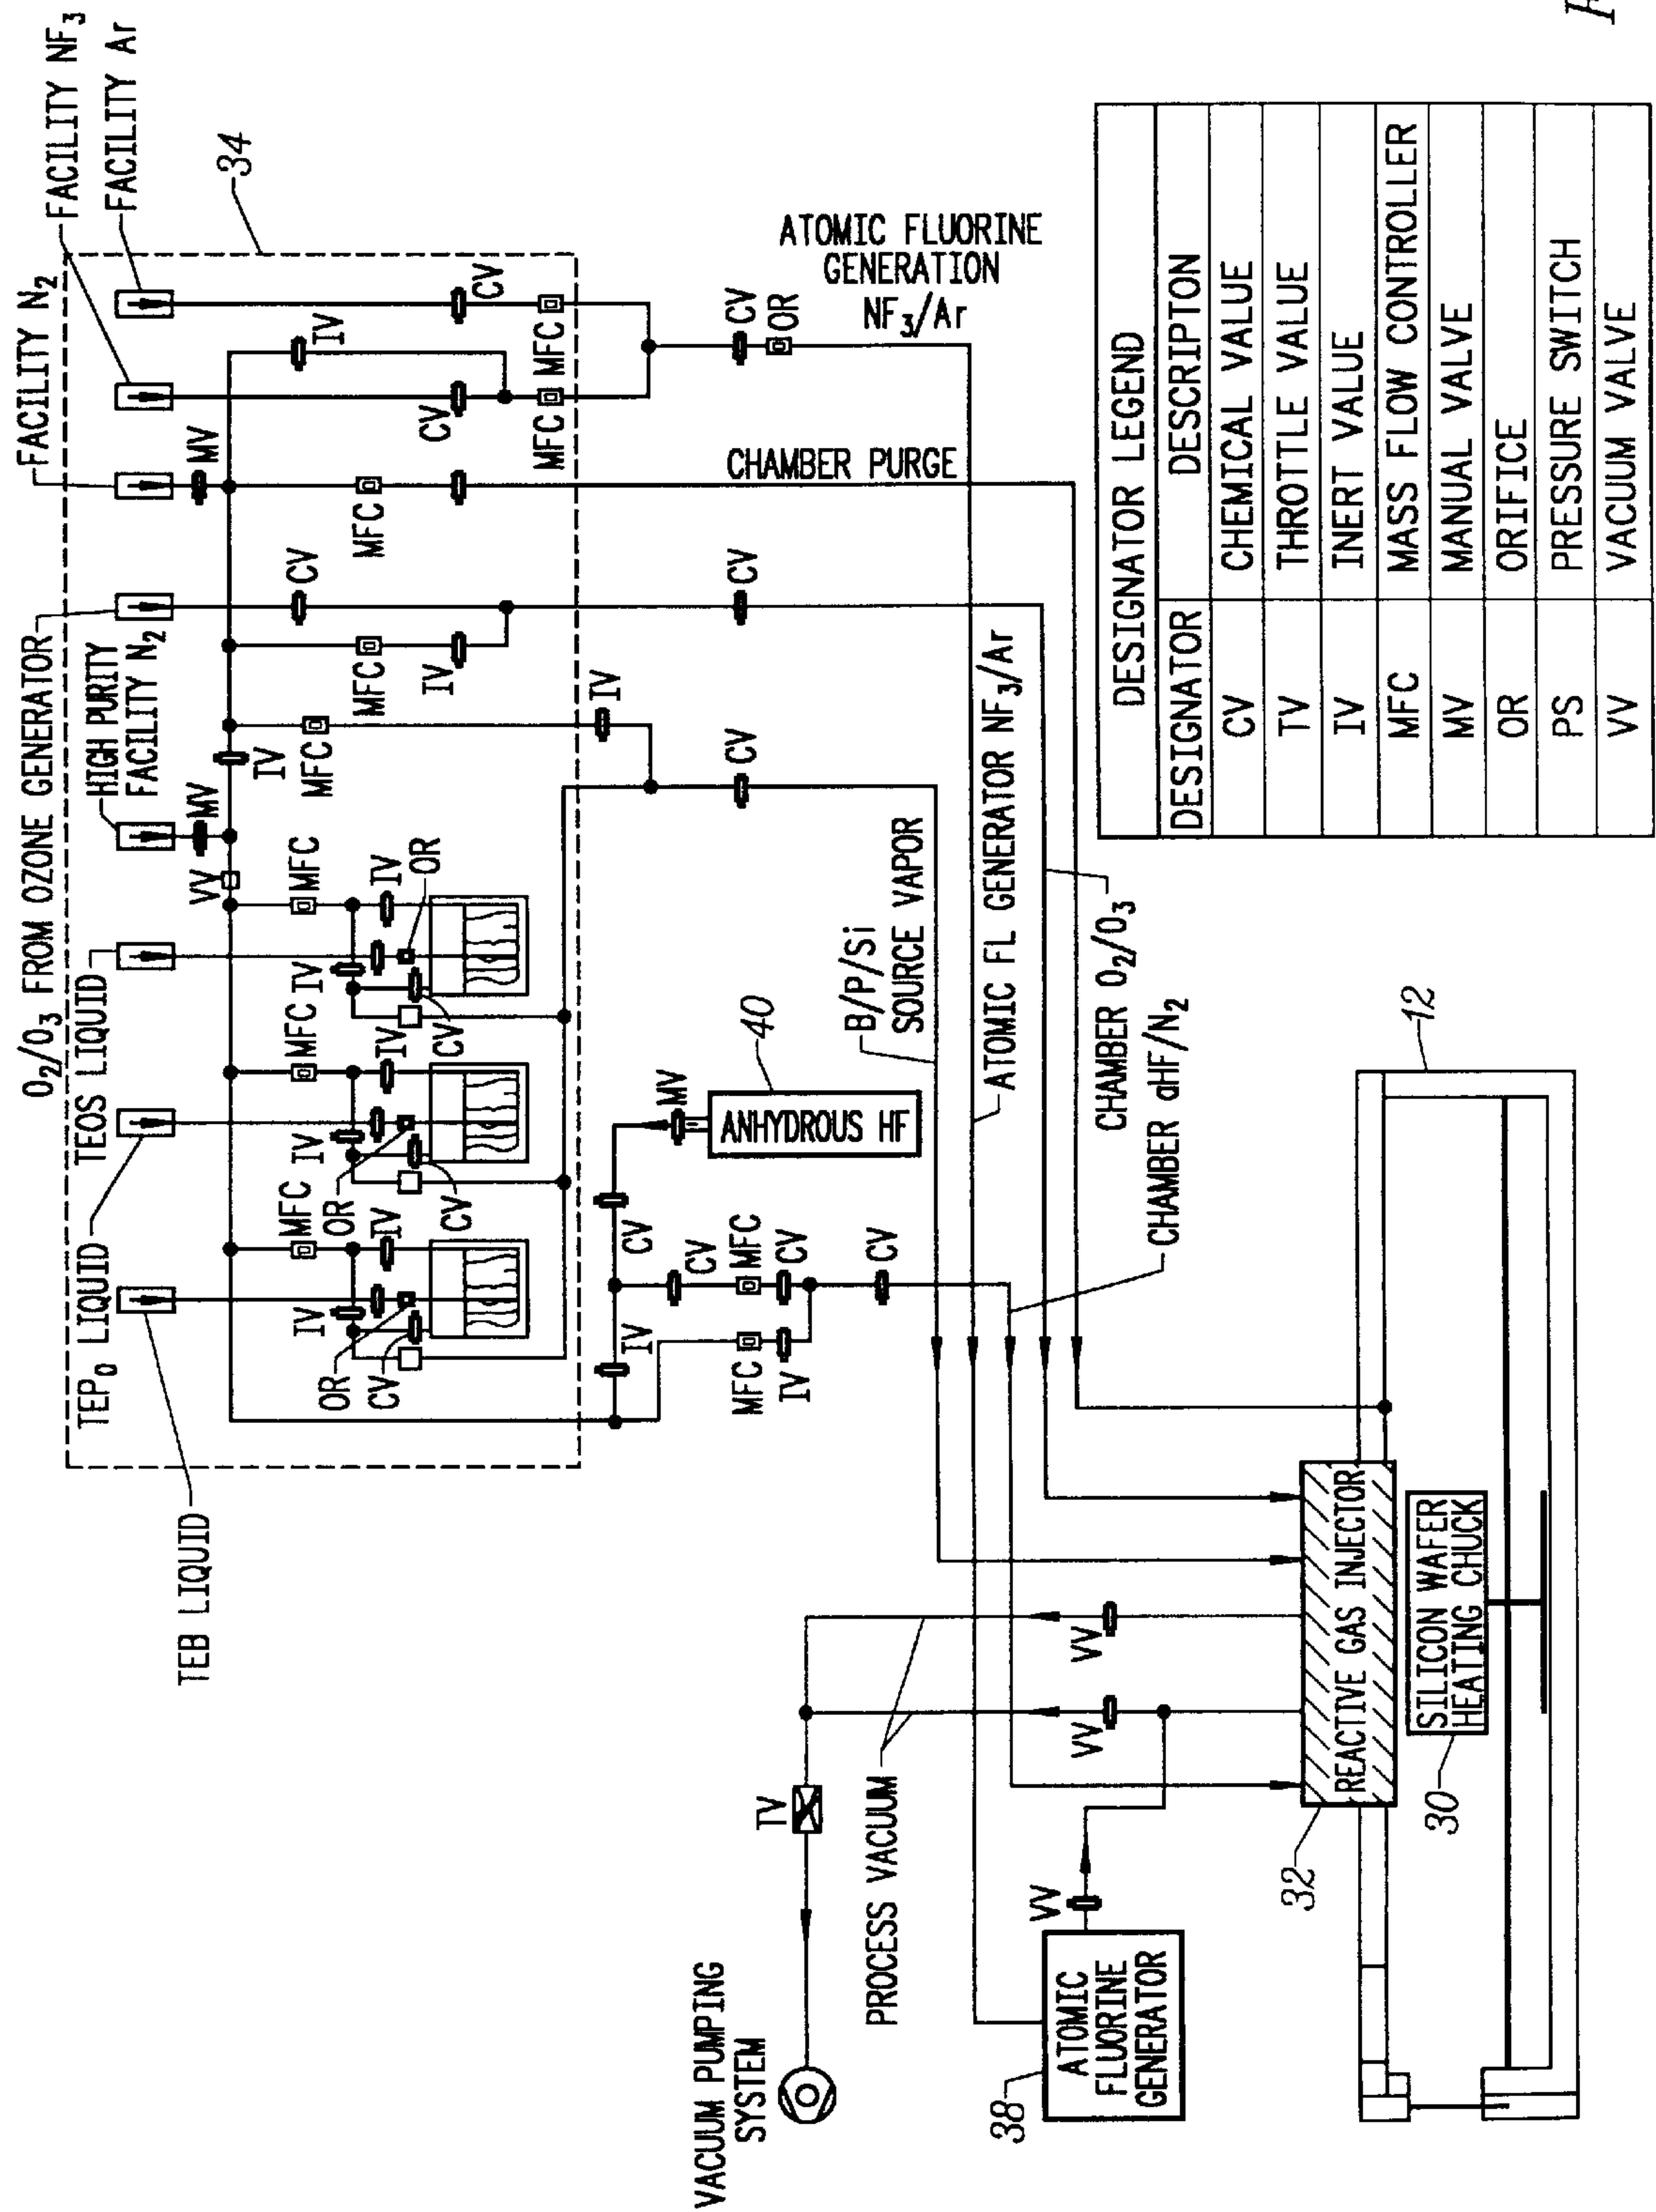 FACILITY N2
FACILITY NF3
FACILITY Ar
O2/O3 FROM OZONE GENERATOR
HIGH PURITY
FACILITY N2
TEOS LIQUID
TEP0 LIQUID
TEB LIQUID
34
MV
MV
VV
IV
IV
CV
CV
CV
MFC
MFC
MFC
MFC
IV
MFC
IV
MFC
IV
OR
IV
CV
MFC
IV
IV
OR
CV
MFC
IV
IV
OR
CV
ATOMIC FLUORINE
GENERATION
NF3/Ar
CV
OR
CHAMBER PURGE
CV
CV
MV
40
ANHYDROUS HF
CV
IV
CV
MFC
CV
MFC
IV
CV
B/P/Si
SOURCE VAPOR
ATOMIC FL GENERATOR NF3/Ar
CHAMBER O2/O3
CHAMBER aHF/N2
VACUUM PUMPING
SYSTEM
TV
PROCESS VACUUM
VV
VV
VV
38
ATOMIC
FLUORINE
GENERATOR
32
REACTIVE GAS INJECTOR
30
SILICON WAFER
HEATING CHUCK
12
DESIGNATOR LEGEND
DESIGNATOR DESCRIPTON
CV CHEMICAL VALUE
TV THROTTLE VALUE
IV INERT VALUE
MFC MASS FLOW CONTROLLER
MV MANUAL VALVE
OR ORIFICE
PS PRESSURE SWITCH
VV VACUUM VALVE